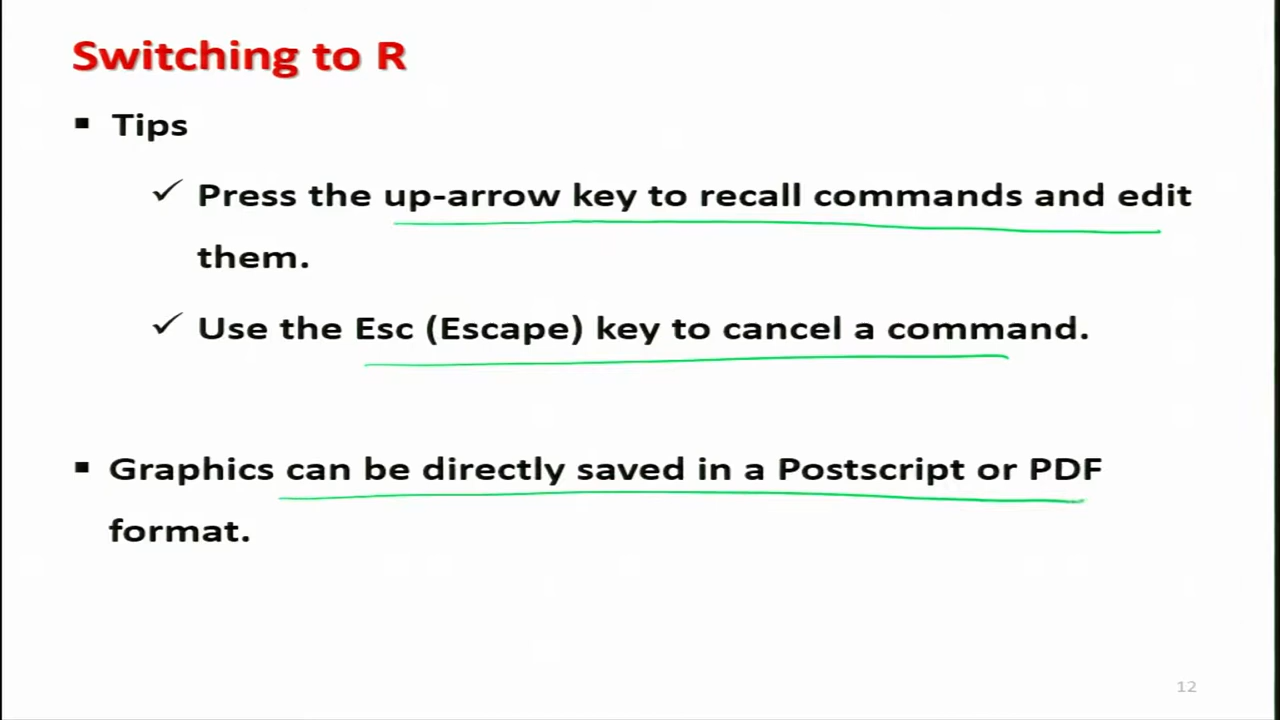 Switching to R
▪ Tips
✓ Press the up-arrow key to recall commands and edit
them.
✓ Use the Esc (Escape) key to cancel a command.
▪ Graphics can be directly saved in a Postscript or PDF
format.
12